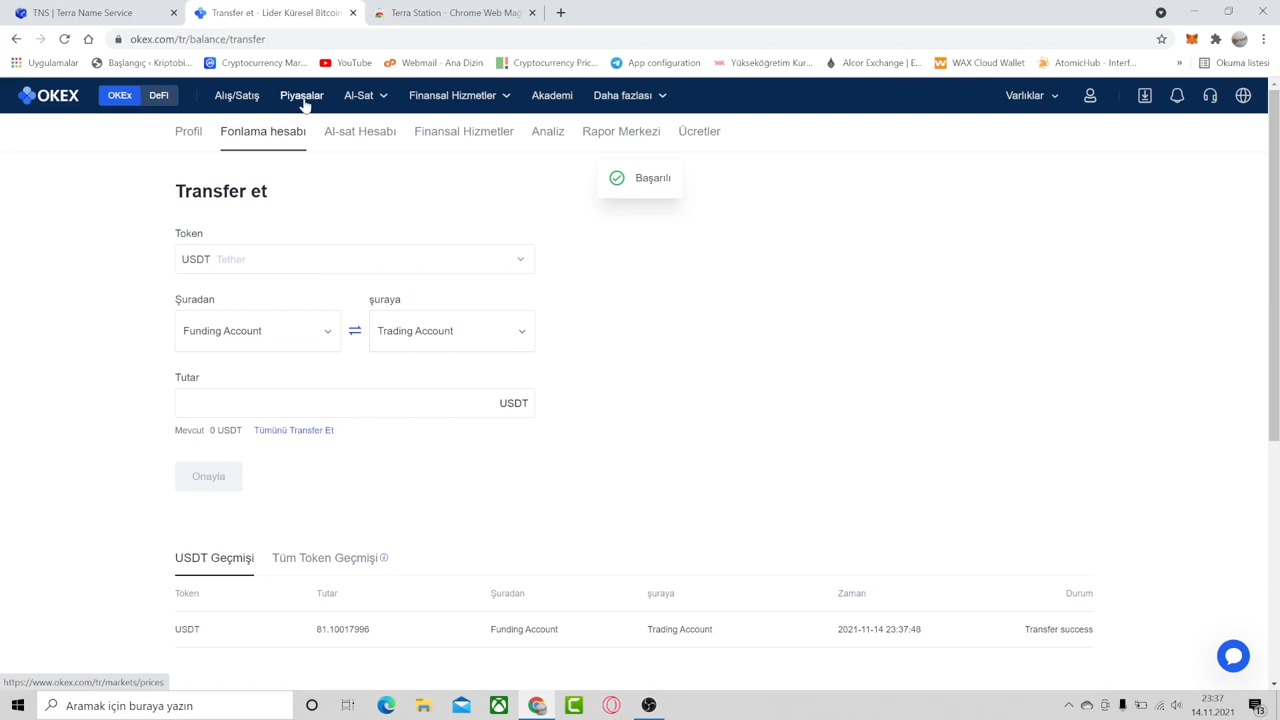 TNS | Terra Name Service
Transfer et - Lider Küresel Bitcoin
Terra Station - Chrome Web Mağ
okex.com/tr/balance/transfer
Uygulamalar
Başlangıç ‹ Kriptobi...
Cryptocurrency Mar...
YouTube
Webmail · Ana Dizin
Cryptocurrency Pric...
App configuration
Yükseköğretim Kur...
Alcor Exchange | E...
WAX Cloud Wallet
AtomicHub - Interf...
»
Okuma listesi
OKEX
OKEx
DeFi
Alış/Satış
Piyasalar
Al-Sat
Finansal Hizmetler
Akademi
Daha fazlası
Varlıklar
Profil
Fonlama hesabı
Al-sat Hesabı
Finansal Hizmetler
Analiz
Rapor Merkezi
Ücretler
Başarılı
Transfer et
Token
USDT Tether
Şuradan
şuraya
Funding Account
Trading Account
Tutar
USDT
Mevcut 0 USDT Tümünü Transfer Et
Onayla
USDT Geçmişi
Tüm Token Geçmişi
Token Tutar Şuradan şuraya Zaman Durum
USDT 81.10017996 Funding Account Trading Account 2021-11-14 23:37:48 Transfer success
https://www.okex.com/tr/markets/prices
Aramak için buraya yazın
23:37
14.11.2021
13